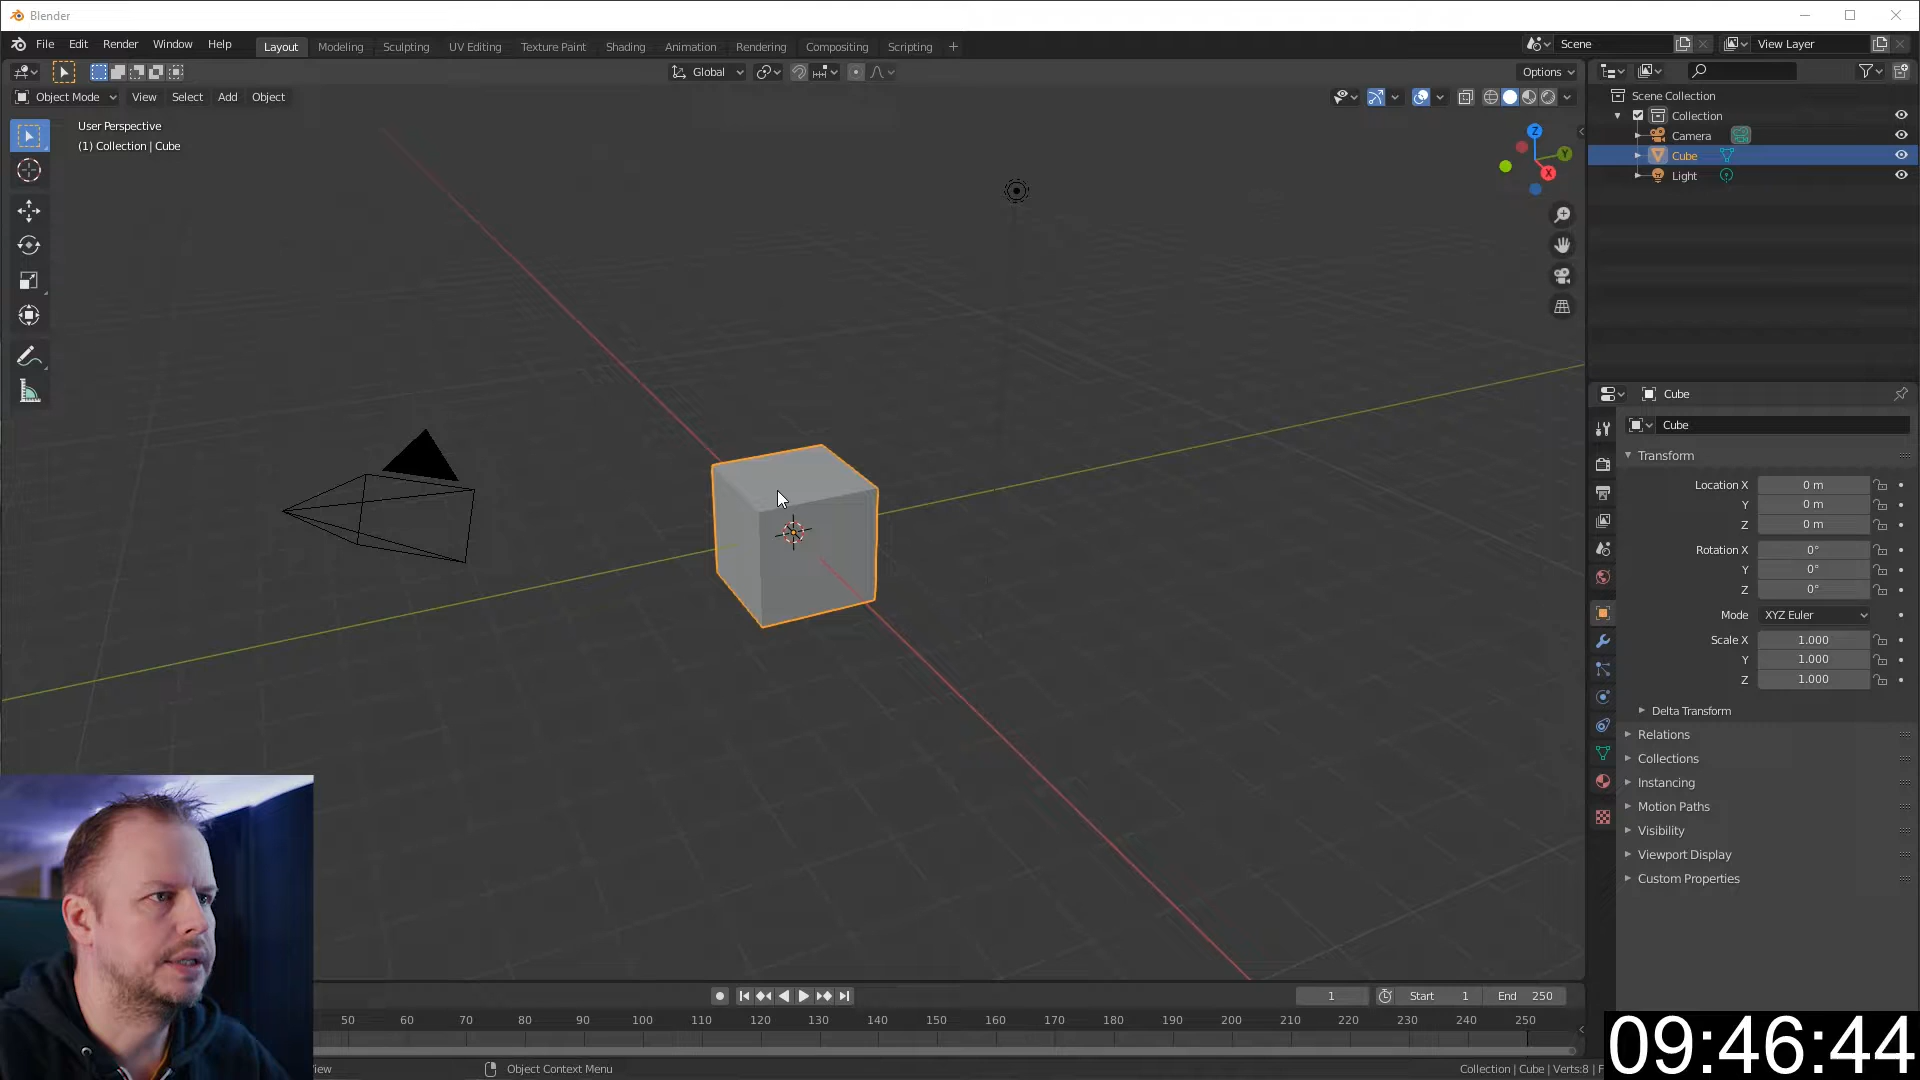 Blender
File Edit Render Window Help Layout Modeling Sculpting UV Editing Texture Paint Shading Animation Rendering Compositing Scripting + Scene View Layer
Global Options
Object Mode View Select Add Object
User Perspective
(1) Collection | Cube
Z
Y
X
Scene Collection
Collection
Camera
Cube
Light
Cube
Cube
Transform
Location X 0 m
Y 0 m
Z 0 m
Rotation X 0°
Y 0°
Z 0°
Mode XYZ Euler
Scale X 1.000
Y 1.000
Z 1.000
Delta Transform
Relations
Collections
Instancing
Motion Paths
Visibility
Viewport Display
Custom Properties
1 Start 1 End 250
50 60 70 80 90 100 110 120 130 140 150 160 170 180 190 200 210 220 230 240 250
Object Context Menu
Collection | Cube | Verts:8 |
09:46:44